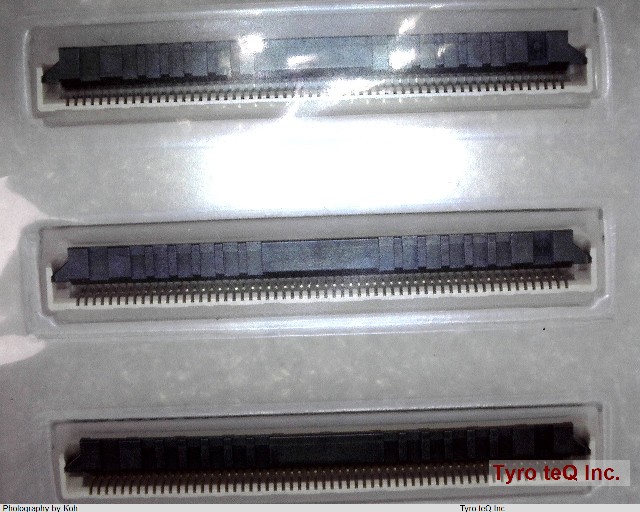 Tyro teQ Inc.
Photography by Koh
Tyro teQ Inc